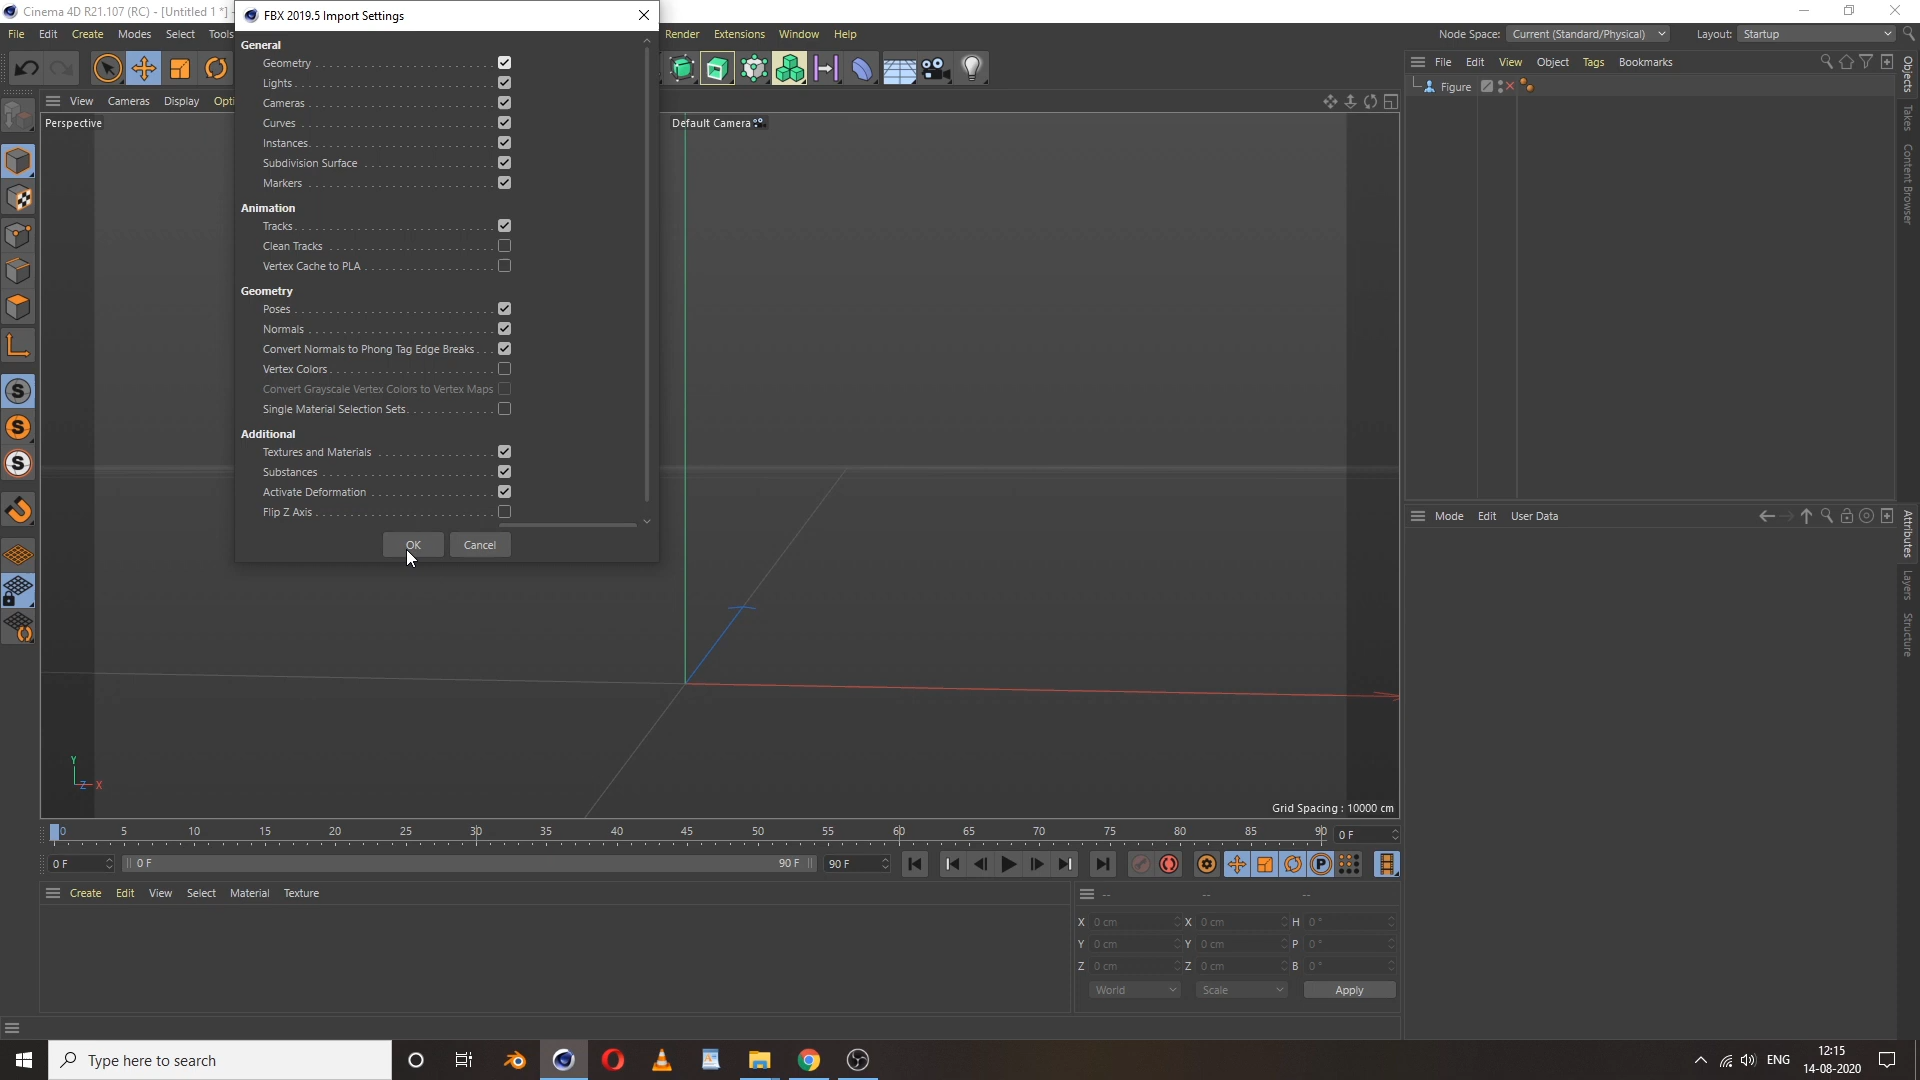 Cinema 4D R21.107 (RC) - [Untitled 1 *] -
FBX 2019.5 Import Settings
File Edit Create Modes Select Tools
Render Extensions Window Help
Node Space: Current (Standard/Physical) Layout: Startup
View Cameras Display Opti
Perspective
Default Camera
General
Geometry
Lights
Cameras
Curves
Instances
Subdivision Surface
Markers
Animation
Tracks
Clean Tracks
Vertex Cache to PLA
Geometry
Poses
Normals
Convert Normals to Phong Tag Edge Breaks
Vertex Colors
Convert Grayscale Vertex Colors to Vertex Maps
Single Material Selection Sets
Additional
Textures and Materials
Substances
Activate Deformation
Flip Z Axis
OK Cancel
File Edit View Object Tags Bookmarks
Figure
Objects
Takes
Content Browser
Mode Edit User Data
Attributes
Layers
Structure
Y
Z X
Grid Spacing : 10000 cm
0 5 10 15 20 25 30 35 40 45 50 55 60 65 70 75 80 85 90 0 F
0 F 0 F 90 F 90 F
P
Create Edit View Select Material Texture
-- -- --
X 0 cm X 0 cm H 0 °
Y 0 cm Y 0 cm P 0 °
Z 0 cm Z 0 cm B 0 °
World Scale Apply
S
S
S
Type here to search
ENG
12:15
14-08-2020